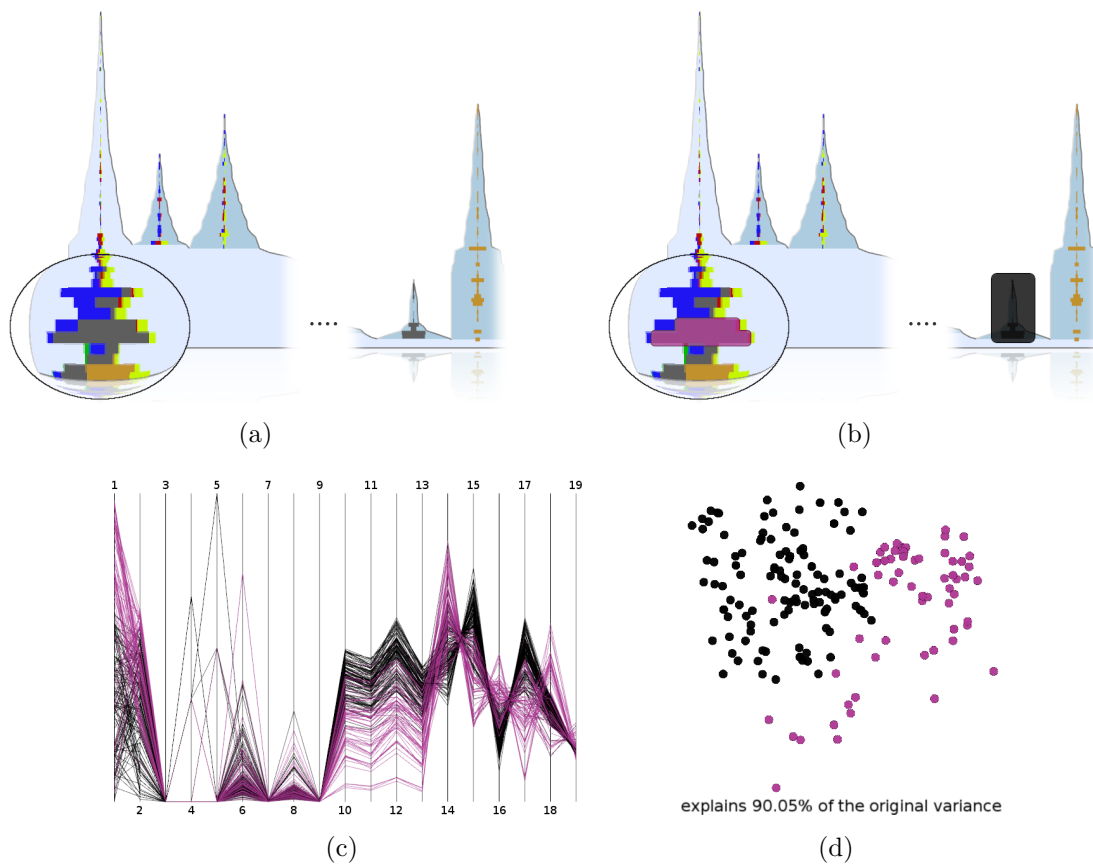 (a)
(b)
1 3 5 7 9 11 13 15 17 19
2 4 6 8 10 12 14 16 18
explains 90.05% of the original variance
(c)
(d)